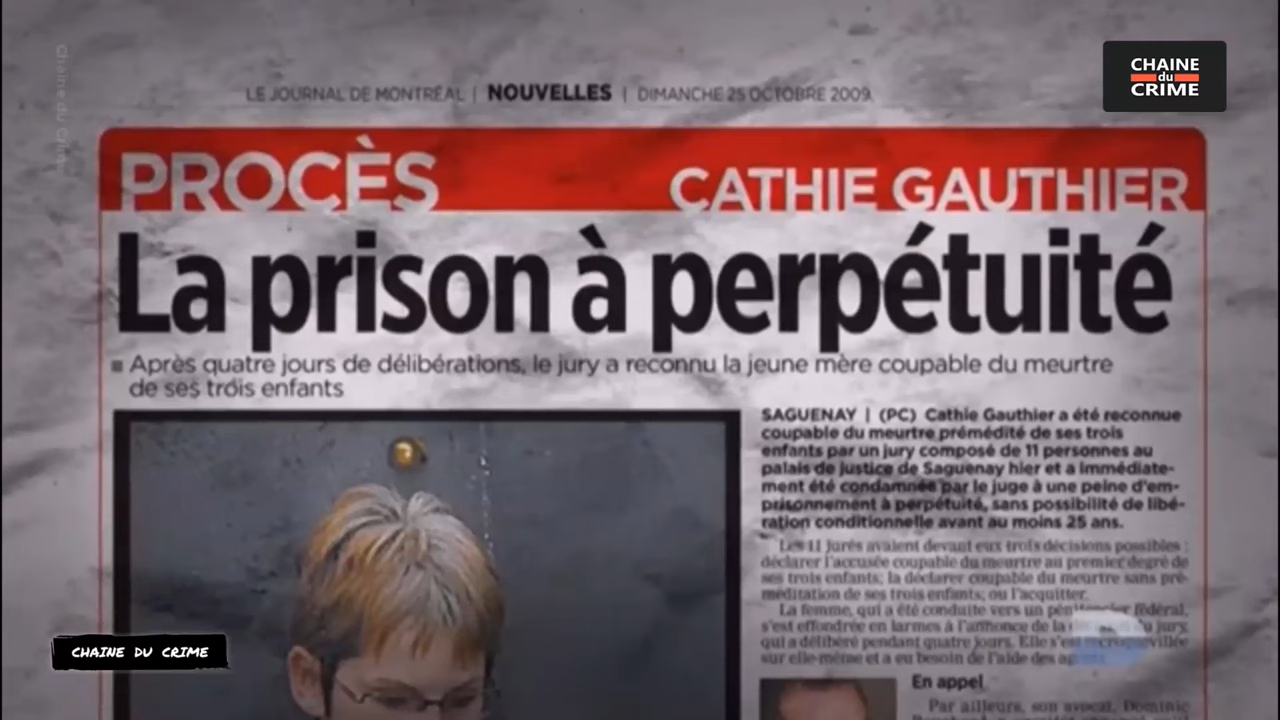 CHAINE
du
CRIME
Chaine du Crime
LE JOURNAL DE MONTRÉAL | NOUVELLES | DIMANCHE 25 OCTOBRE 2009
PROCÈS CATHIE GAUTHIER
La prison à perpétuité
Après quatre jours de délibérations, le jury a reconnu la jeune mère coupable du meurtre
de ses trois enfants
SAGUENAY | (PC) Cathie Gauthier a été reconnue
coupable du meurtre prémédité de ses trois
enfants par un jury composé de 11 personnes au
palais de justice de Saguenay hier et a immédiate-
ment été condamnée par le juge à une peine d'em-
prisonnement à perpétuité, sans possibilité de libé-
ration conditionnelle avant au moins 25 ans.
Les 11 jurés avaient devant eux trois décisions possibles :
déclarer l'accusée coupable du meurtre au premier degré de
ses trois enfants; la déclarer coupable du meurtre sans pré-
méditation de ses trois enfants; ou l'acquitter.
La femme, qui a été conduite vers un pénitencier fédéral,
s'est effondrée en larmes à l'annonce de la du jury,
qui a délibéré pendant quatre jours. Elle s'est recroquevillée
sur elle-même et a eu besoin de l'aide des
En appel
Par ailleurs, son avocat, Dominic
CHAINE DU CRIME